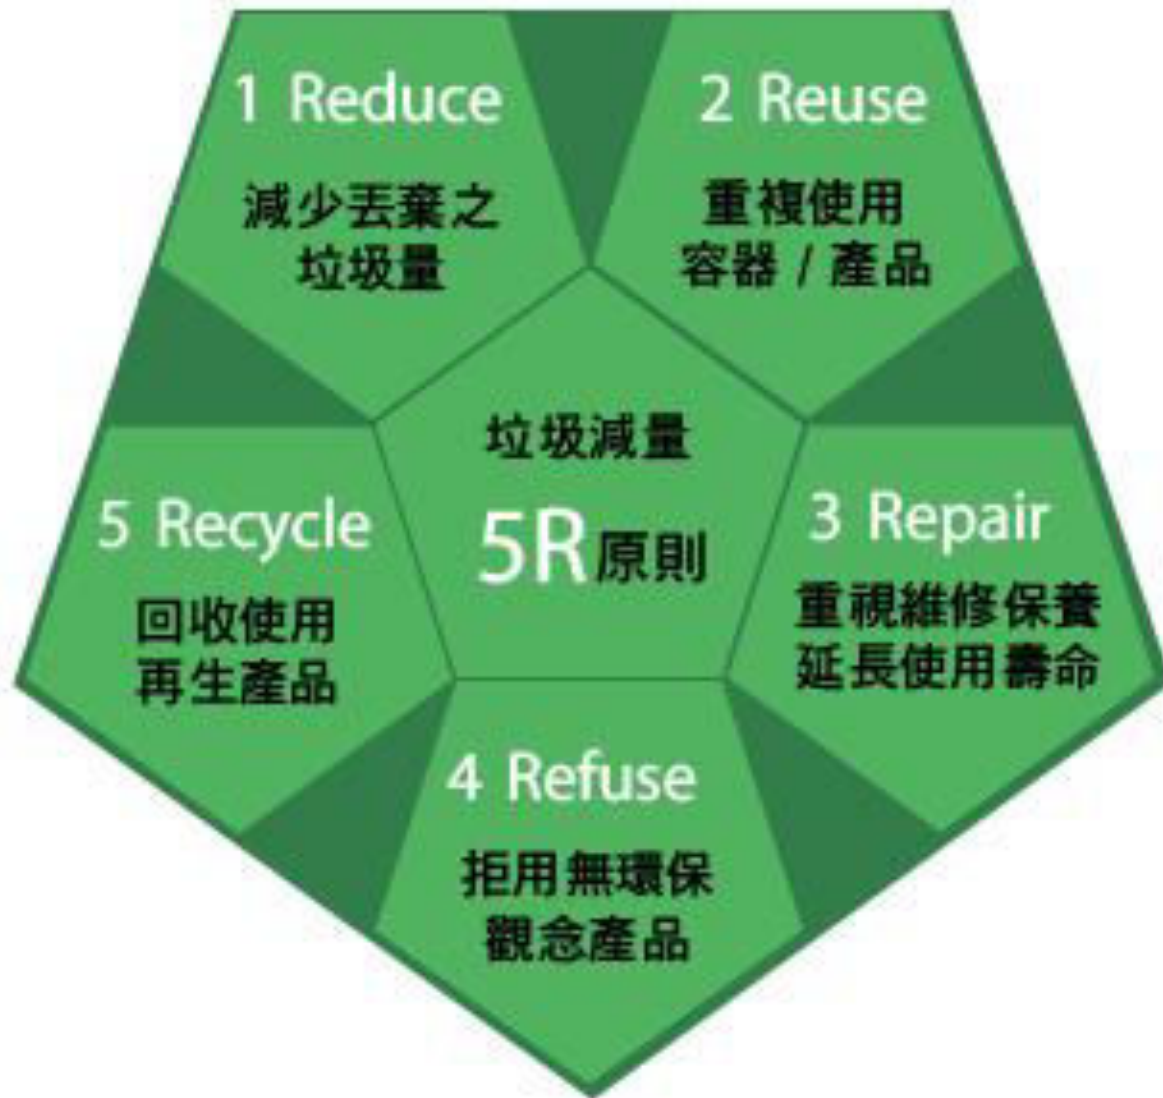 1 Reduce
減少丟棄之
垃圾量
2 Reuse
重複使用
容器 / 產品
垃圾減量
5R原則
3 Repair
重視維修保養
延長使用壽命
4 Refuse
拒用無環保
觀念產品
5 Recycle
回收使用
再生產品